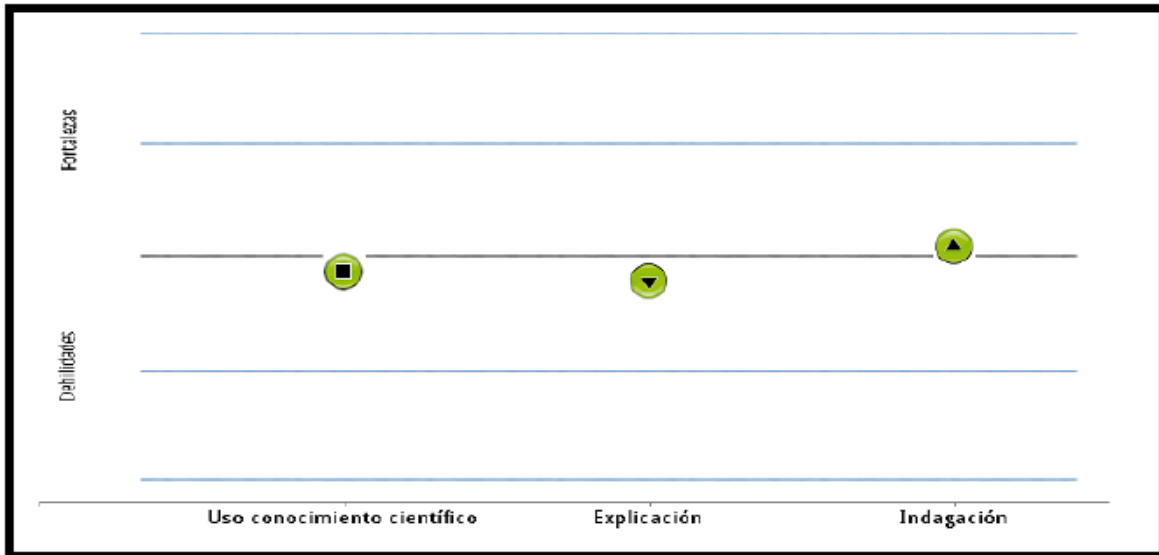 Fortalezas
Debilidades
Uso conocimiento científico
Explicación
Indagación